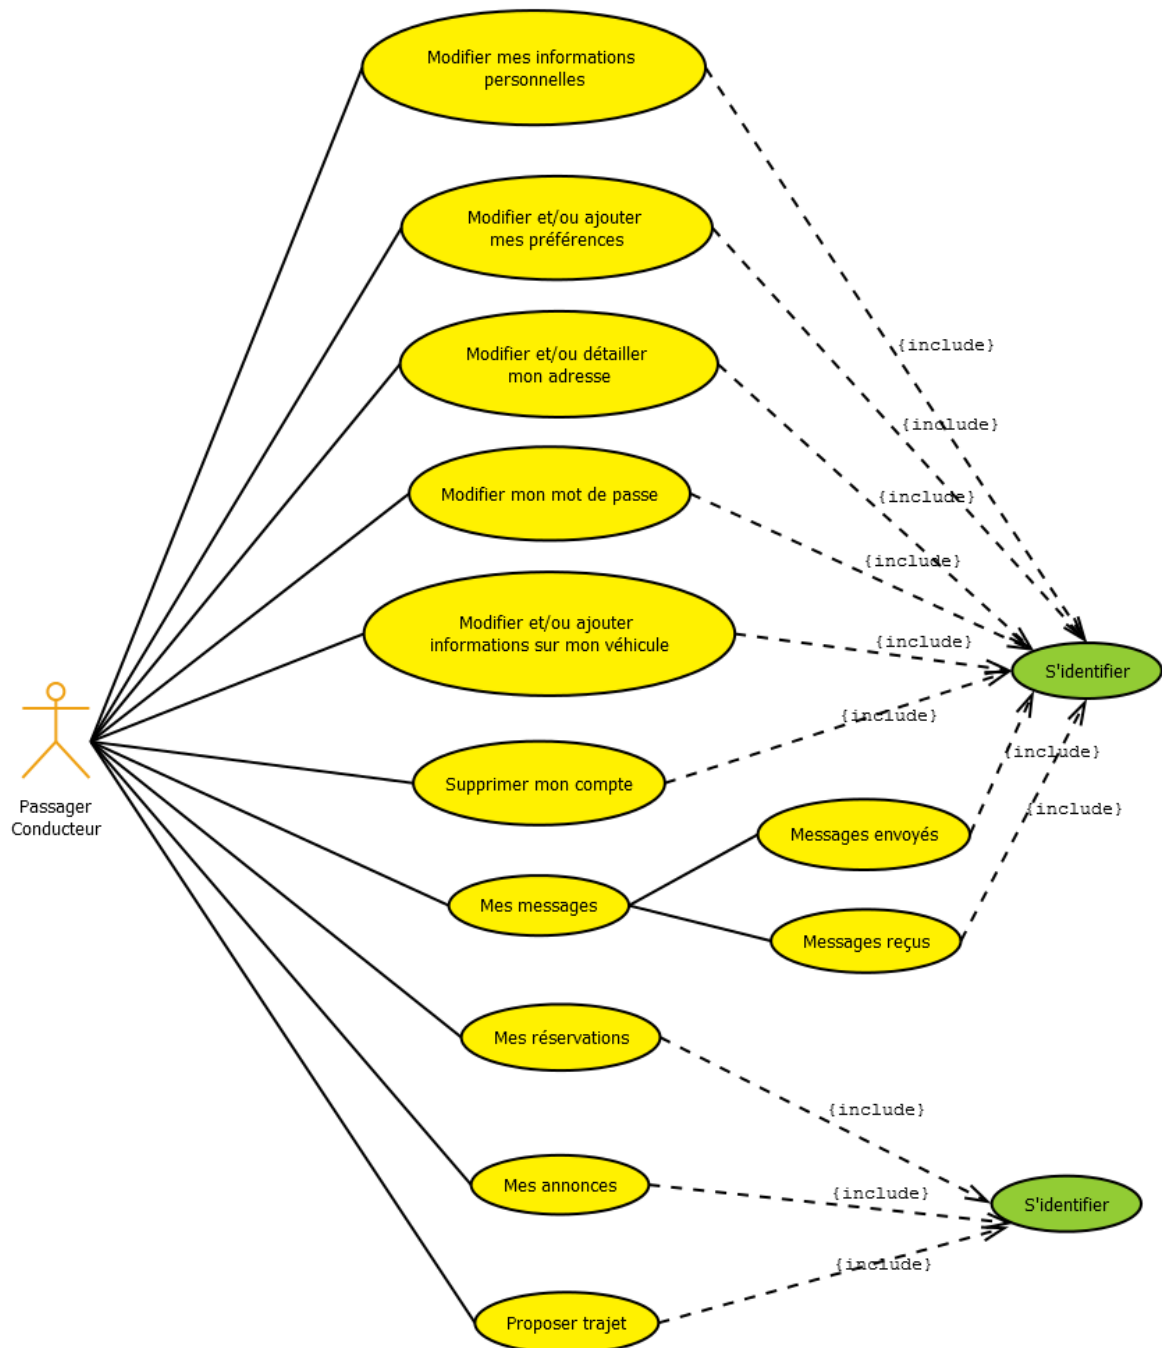 Modifier mes informations
personnelles
Modifier et/ou ajouter
mes préférences
{include}
Modifier et/ou détailler
mon adresse
{include}
Modifier mon mot de passe
{include}
{include}
Modifier et/ou ajouter
informations sur mon véhicule
{include}
S'identifier
{include}
Passager
Conducteur
Supprimer mon compte
{include}
Messages envoyés
{include}
Mes messages
Messages reçus
Mes réservations
{include}
Mes annonces
{include}
S'identifier
{include}
Proposer trajet